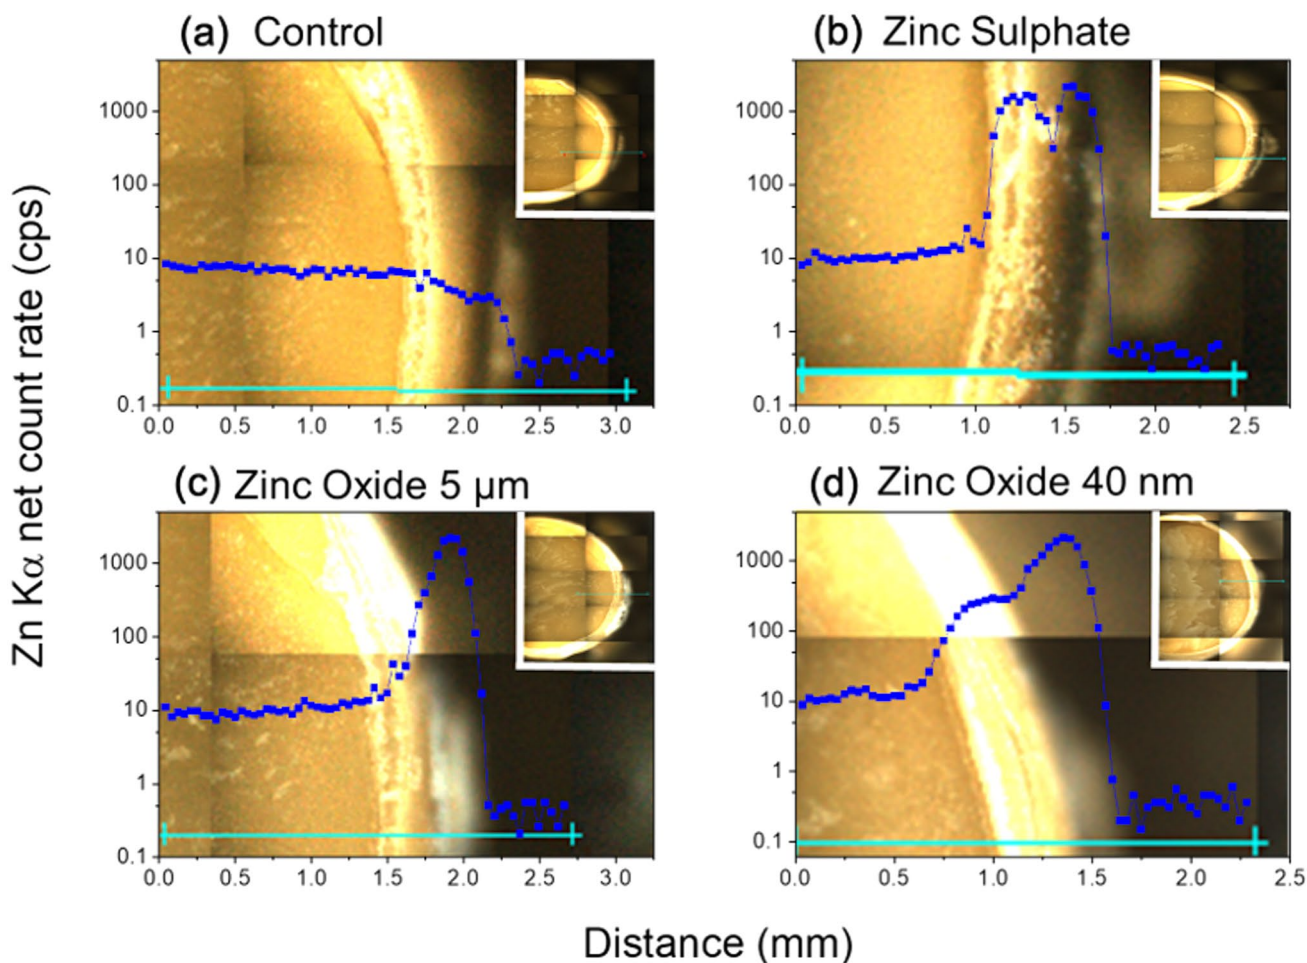 (a) Control
(b) Zinc Sulphate
1000
100
10
1
0.1
0.0 0.5 1.0 1.5 2.0 2.5 3.0
1000
100
10
1
0.1
0.0 0.5 1.0 1.5 2.0 2.5
Zn Kα net count rate (cps)
(c) Zinc Oxide 5 µm
(d) Zinc Oxide 40 nm
1000
100
10
1
0.1
0.0 0.5 1.0 1.5 2.0 2.5 3.0
1000
100
10
1
0.1
0.0 0.5 1.0 1.5 2.0 2.5
Distance (mm)